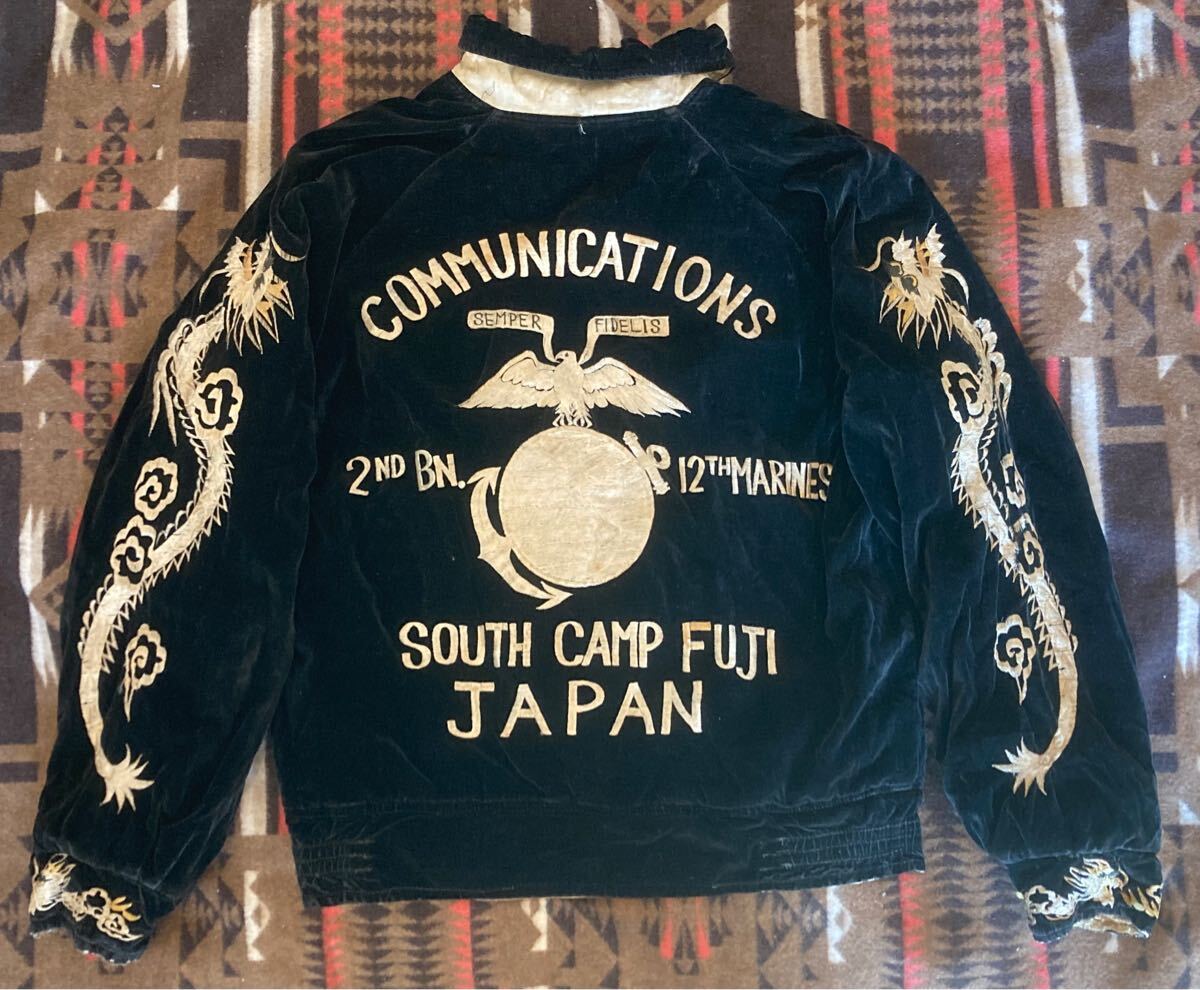 COMMUNICATIONS
SEMPER FIDELIS
2ND BN. 12TH MARINES
SOUTH CAMP FUJI
JAPAN